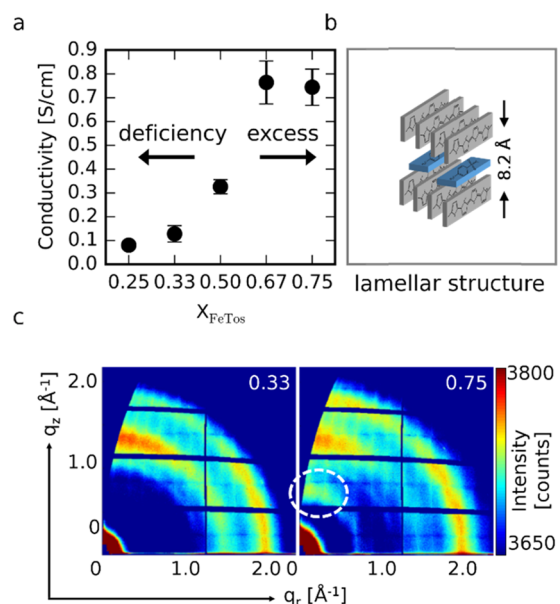 a
b
Conductivity [S/cm]
0.9
0.8
0.7
0.6
0.5
0.4
0.3
0.2
0.1
0.0
deficiency excess
0.25 0.33 0.50 0.67 0.75
X_FeTos
8.2 Å
lamellar structure
c
q_z [Å⁻¹]
2.0
1.0
0
0.33
0.75
3800
Intensity
[counts]
3650
0 1.0 2.0 0 1.0 2.0
q_r [Å⁻¹]